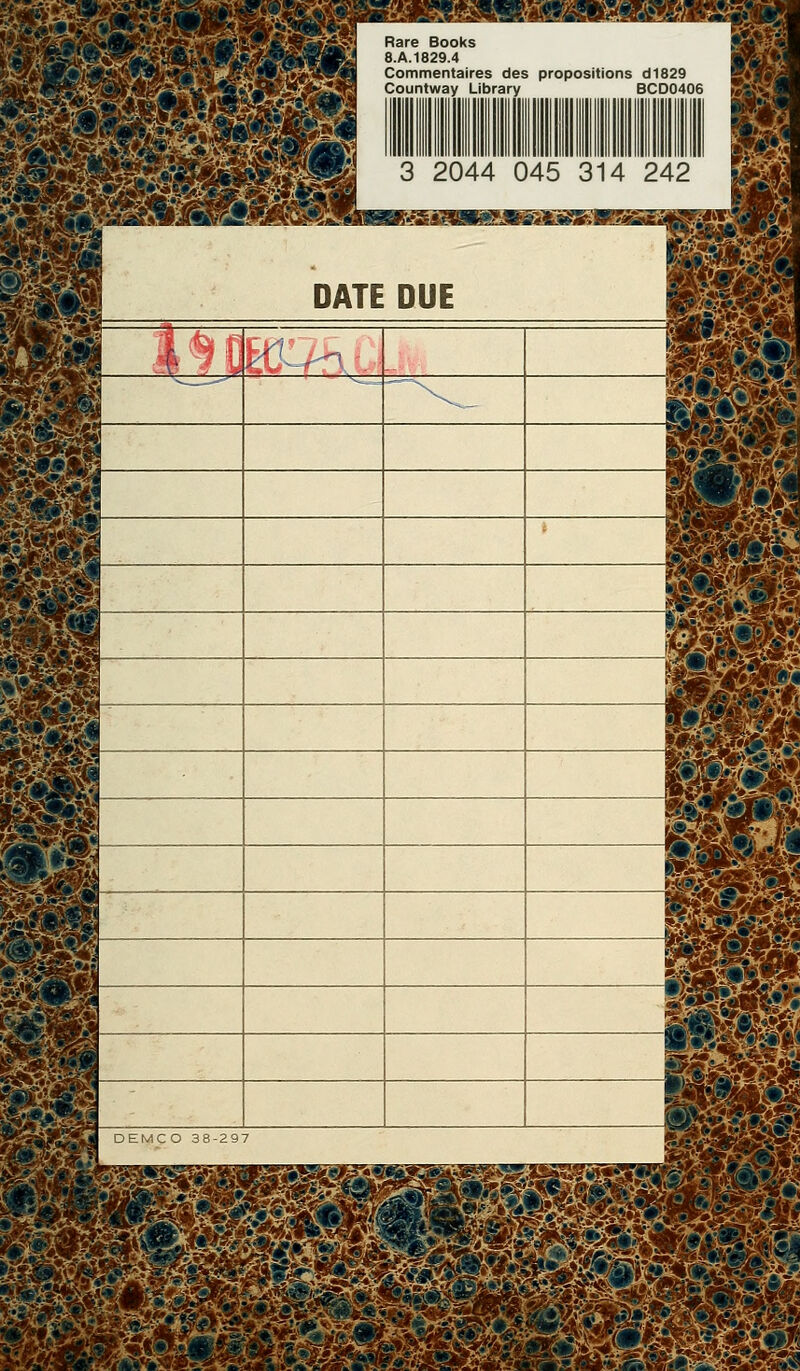 Rare Books
8.A.1829.4
Commentaires des propositions d1829
Countway Library BCD0406
3 2044 045 314 242
DATE DUE
19 DEC'75 CLM
DEMCO 38-297